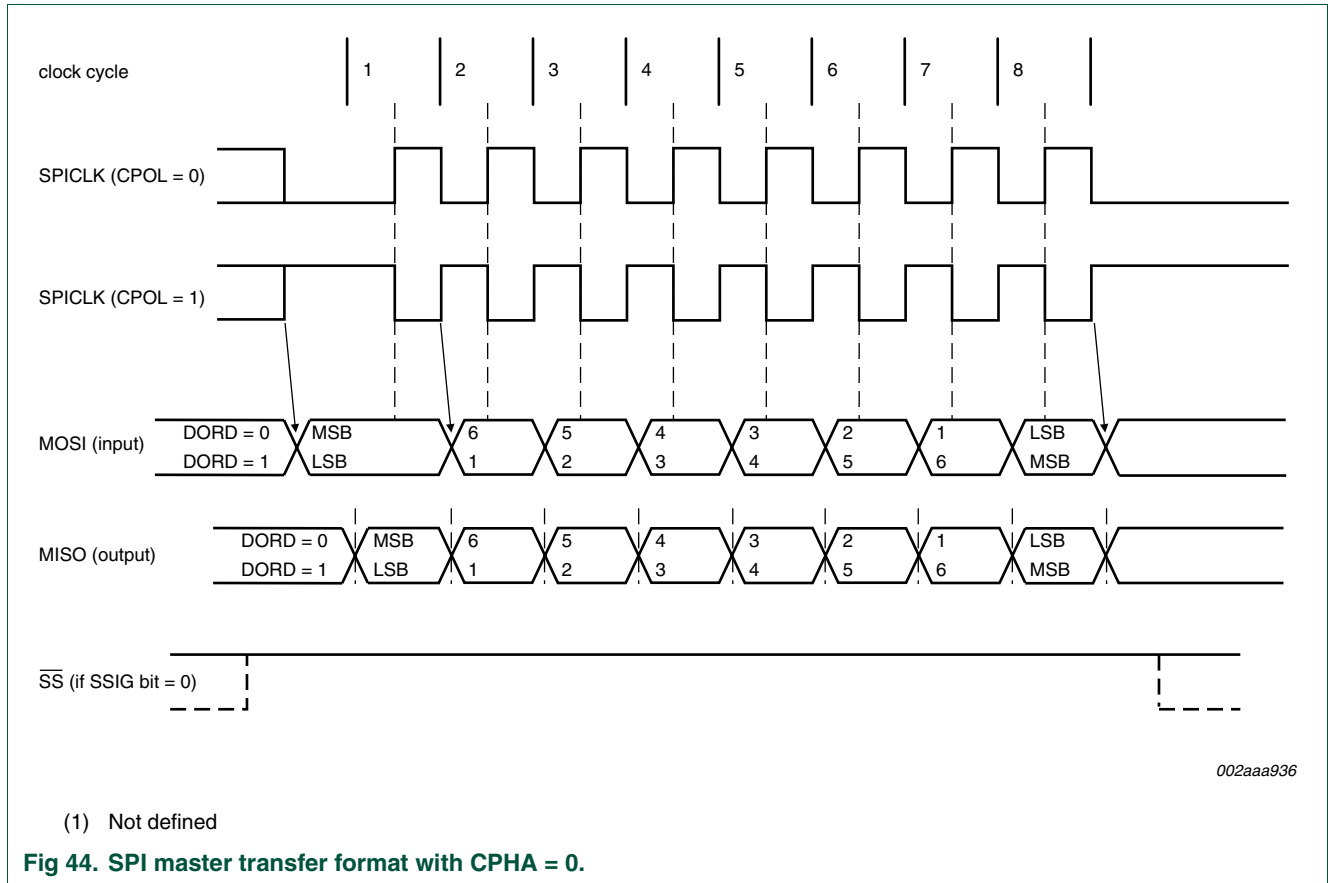 clock cycle 1 2 3 4 5 6 7 8
SPICLK (CPOL = 0)
SPICLK (CPOL = 1)
MOSI (input) DORD = 0 MSB 6 5 4 3 2 1 LSB
DORD = 1 LSB 1 2 3 4 5 6 MSB
MISO (output) DORD = 0 MSB 6 5 4 3 2 1 LSB
DORD = 1 LSB 1 2 3 4 5 6 MSB
S̅S̅ (if SSIG bit = 0)
002aaa936
(1) Not defined
Fig 44. SPI master transfer format with CPHA = 0.